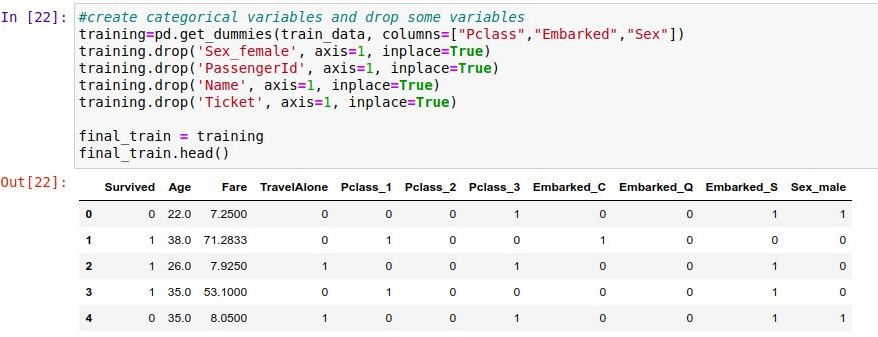 In [22]: #create categorical variables and drop some variables
training=pd.get_dummies(train_data, columns=["Pclass","Embarked","Sex"])
training.drop('Sex_female', axis=1, inplace=True)
training.drop('PassengerId', axis=1, inplace=True)
training.drop('Name', axis=1, inplace=True)
training.drop('Ticket', axis=1, inplace=True)
final_train = training
final_train.head()
Out[22]:
Survived Age Fare TravelAlone Pclass_1 Pclass_2 Pclass_3 Embarked_C Embarked_Q Embarked_S Sex_male
0 0 22.0 7.2500 0 0 0 1 0 0 1 1
1 1 38.0 71.2833 0 1 0 0 1 0 0 0
2 1 26.0 7.9250 1 0 0 1 0 0 1 0
3 1 35.0 53.1000 0 1 0 0 0 0 1 0
4 0 35.0 8.0500 1 0 0 1 0 0 1 1